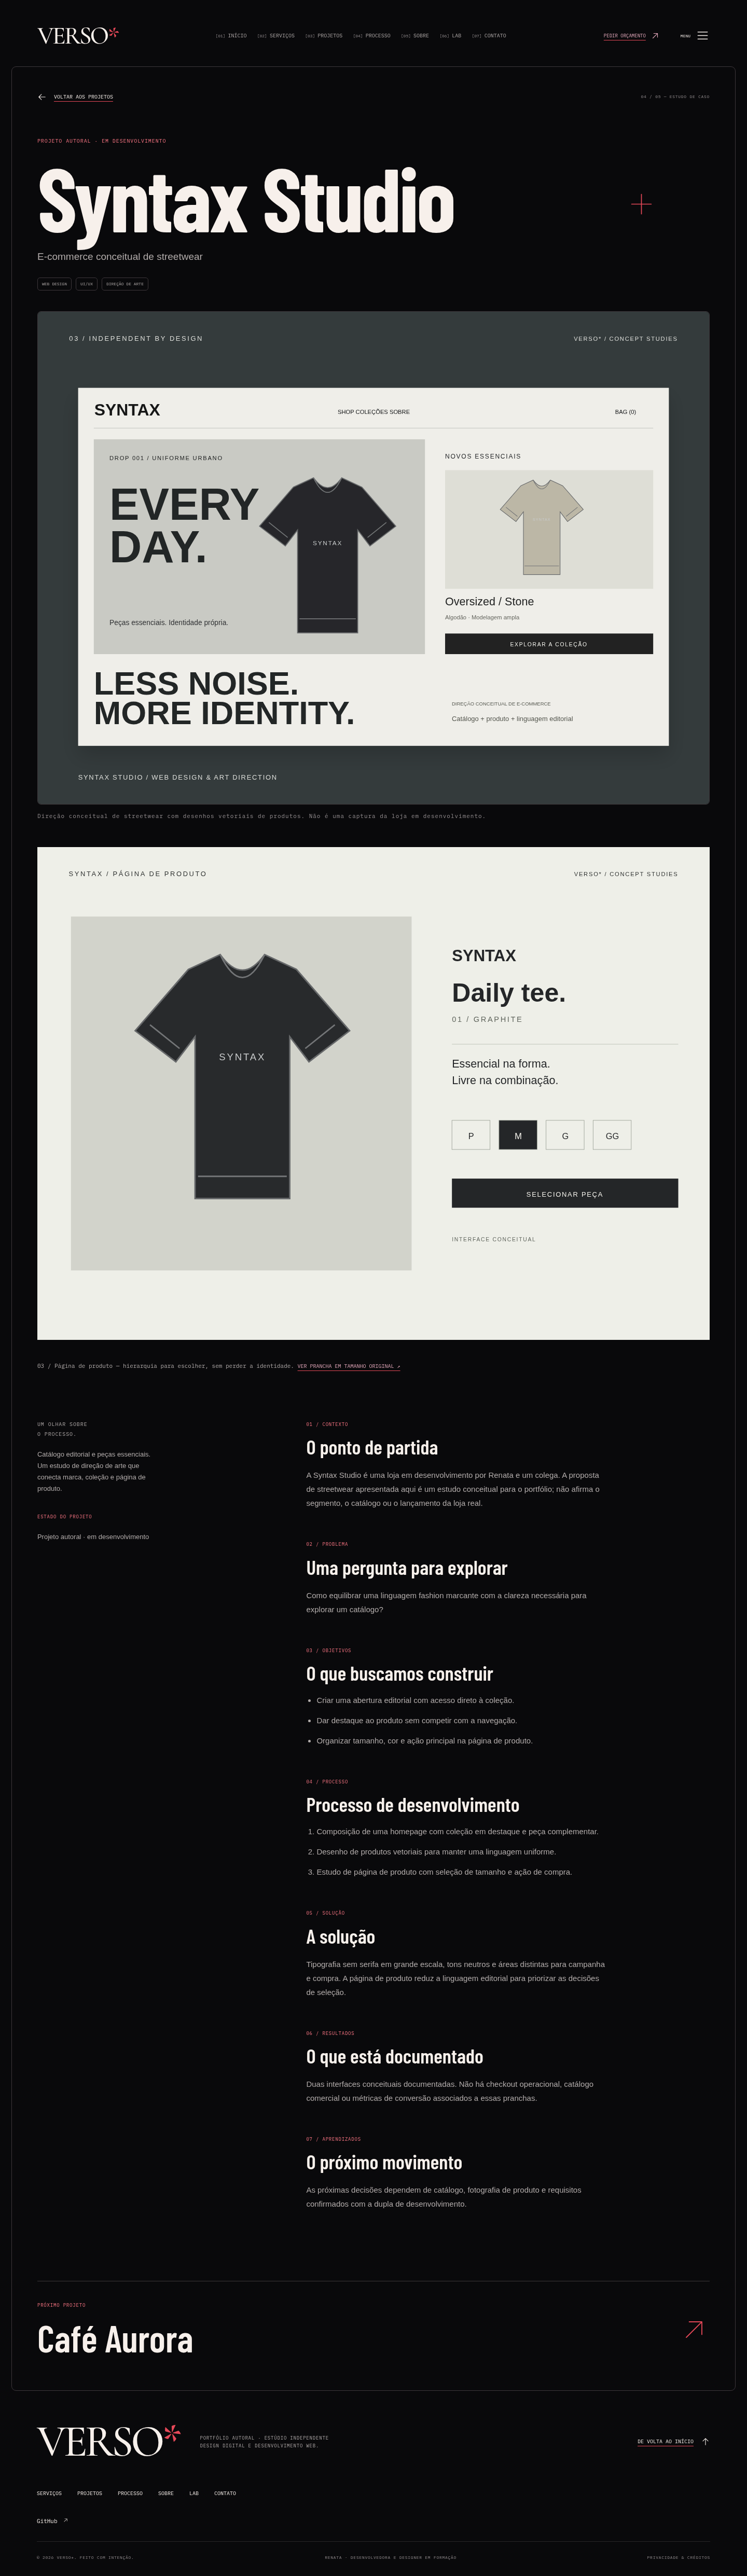 VERSO*
[01] INÍCIO [02] SERVIÇOS [03] PROJETOS [04] PROCESSO [05] SOBRE [06] LAB [07] CONTATO
PEDIR ORÇAMENTO
MENU
VOLTAR AOS PROJETOS
04 / 05 — ESTUDO DE CASO
PROJETO AUTORAL · EM DESENVOLVIMENTO
Syntax Studio
E-commerce conceitual de streetwear
WEB DESIGN
UI/UX
DIREÇÃO DE ARTE
03 / INDEPENDENT BY DESIGN
VERSO* / CONCEPT STUDIES
SYNTAX
SHOP COLEÇÕES SOBRE
BAG (0)
DROP 001 / UNIFORME URBANO
EVERY
DAY.
SYNTAX
Peças essenciais. Identidade própria.
NOVOS ESSENCIAIS
Oversized / Stone
Algodão · Modelagem ampla
EXPLORAR A COLEÇÃO
LESS NOISE.
MORE IDENTITY.
DIREÇÃO CONCEITUAL DE E-COMMERCE
Catálogo + produto + linguagem editorial
SYNTAX STUDIO / WEB DESIGN & ART DIRECTION
Direção conceitual de streetwear com desenhos vetoriais de produtos. Não é uma captura da loja em desenvolvimento.
SYNTAX / PÁGINA DE PRODUTO
VERSO* / CONCEPT STUDIES
SYNTAX
SYNTAX
Daily tee.
01 / GRAPHITE
Essencial na forma.
Livre na combinação.
P
M
G
GG
SELECIONAR PEÇA
INTERFACE CONCEITUAL
03 / Página de produto — hierarquia para escolher, sem perder a identidade. VER PRANCHA EM TAMANHO ORIGINAL ↗
UM OLHAR SOBRE
O PROCESSO.
Catálogo editorial e peças essenciais.
Um estudo de direção de arte que
conecta marca, coleção e página de
produto.
ESTADO DO PROJETO
Projeto autoral · em desenvolvimento
01 / CONTEXTO
O ponto de partida
A Syntax Studio é uma loja em desenvolvimento por Renata e um colega. A proposta
de streetwear apresentada aqui é um estudo conceitual para o portfólio; não afirma o
segmento, o catálogo ou o lançamento da loja real.
02 / PROBLEMA
Uma pergunta para explorar
Como equilibrar uma linguagem fashion marcante com a clareza necessária para
explorar um catálogo?
03 / OBJETIVOS
O que buscamos construir
• Criar uma abertura editorial com acesso direto à coleção.
• Dar destaque ao produto sem competir com a navegação.
• Organizar tamanho, cor e ação principal na página de produto.
04 / PROCESSO
Processo de desenvolvimento
1. Composição de uma homepage com coleção em destaque e peça complementar.
2. Desenho de produtos vetoriais para manter uma linguagem uniforme.
3. Estudo de página de produto com seleção de tamanho e ação de compra.
05 / SOLUÇÃO
A solução
Tipografia sem serifa em grande escala, tons neutros e áreas distintas para campanha
e compra. A página de produto reduz a linguagem editorial para priorizar as decisões
de seleção.
06 / RESULTADOS
O que está documentado
Duas interfaces conceituais documentadas. Não há checkout operacional, catálogo
comercial ou métricas de conversão associados a essas pranchas.
07 / APRENDIZADOS
O próximo movimento
As próximas decisões dependem de catálogo, fotografia de produto e requisitos
confirmados com a dupla de desenvolvimento.
PRÓXIMO PROJETO
Café Aurora
VERSO*
PORTFÓLIO AUTORAL · ESTÚDIO INDEPENDENTE
DESIGN DIGITAL E DESENVOLVIMENTO WEB.
DE VOLTA AO INÍCIO
SERVIÇOS PROJETOS PROCESSO SOBRE LAB CONTATO
GitHub ↗
© 2026 VERSO*. FEITO COM INTENÇÃO.
RENATA · DESENVOLVEDORA E DESIGNER EM FORMAÇÃO
PRIVACIDADE & CRÉDITOS